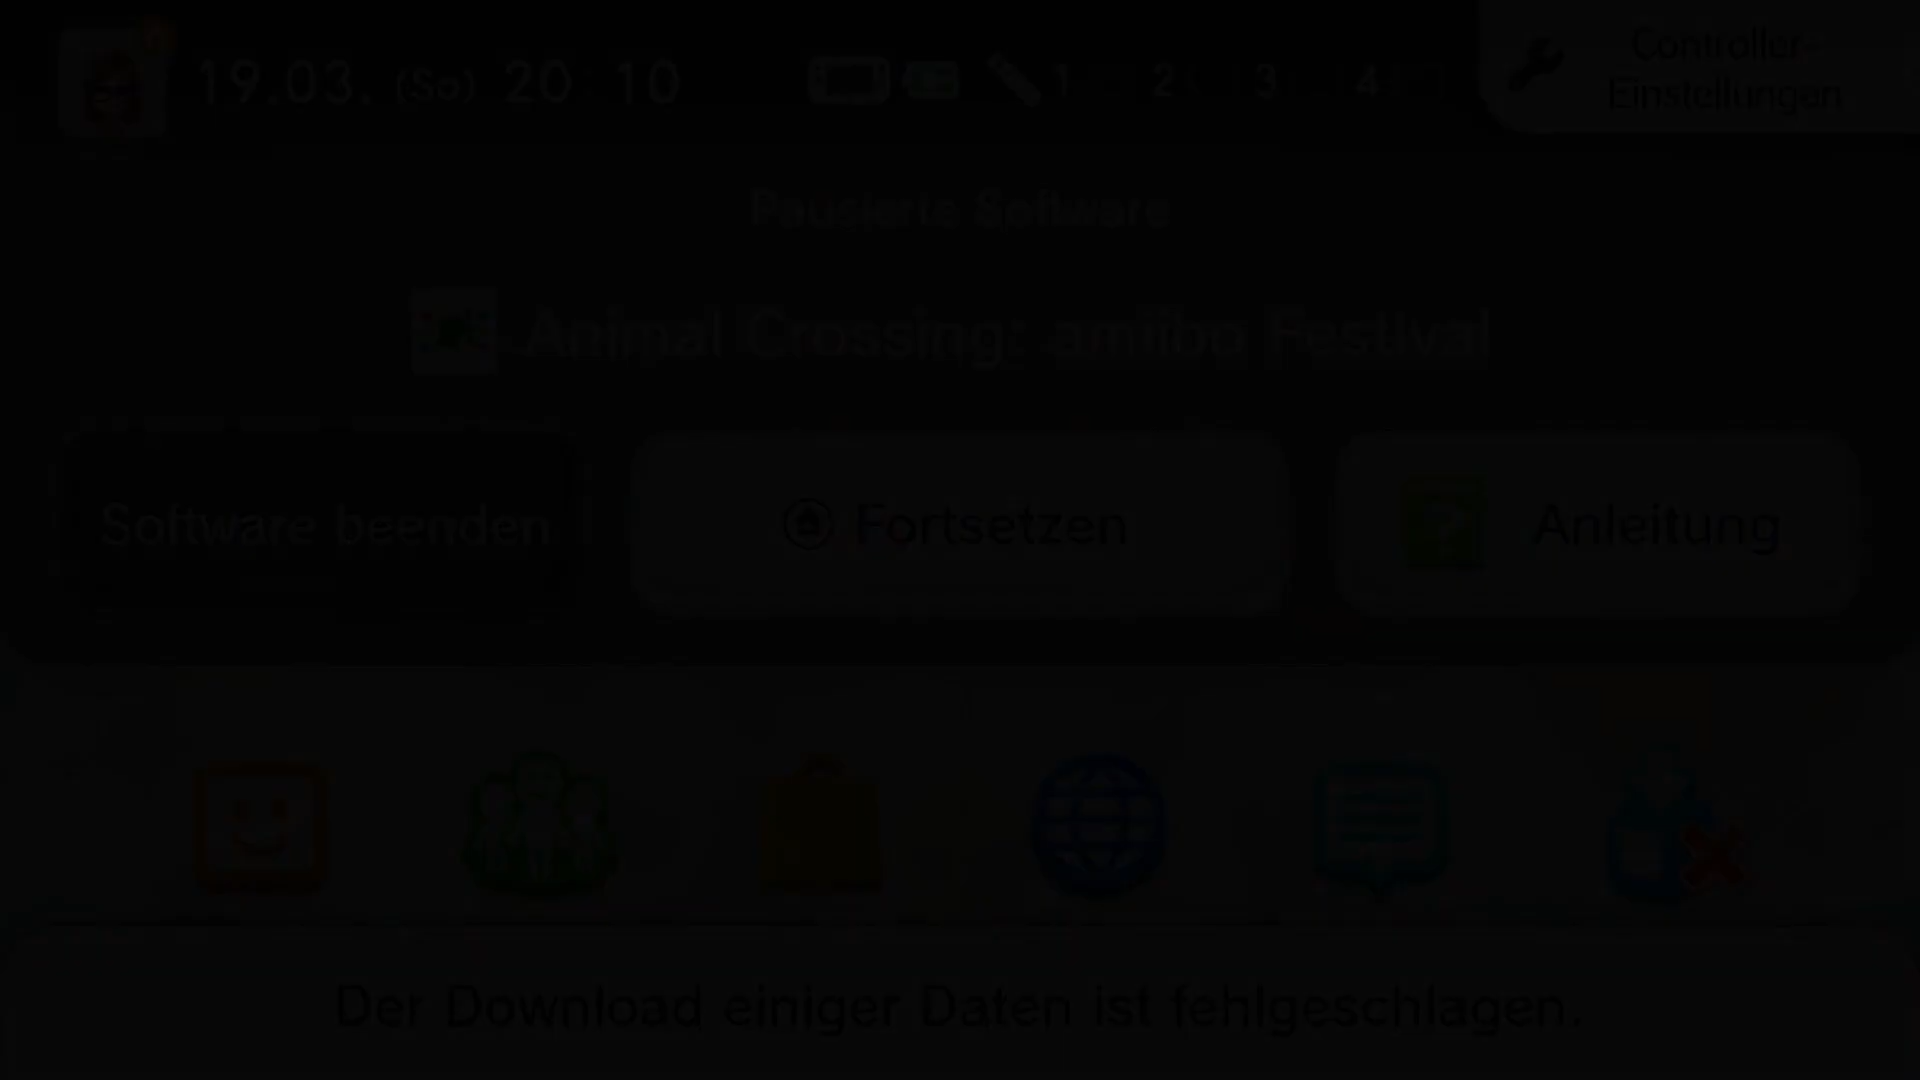 19.03. (So) 20 10
1 2 3 4
Controller-
Einstellungen
Pausierte Software
Animal Crossing: amiibo Festival
Software beenden
Fortsetzen
? Anleitung
Der Download einiger Daten ist fehlgeschlagen.